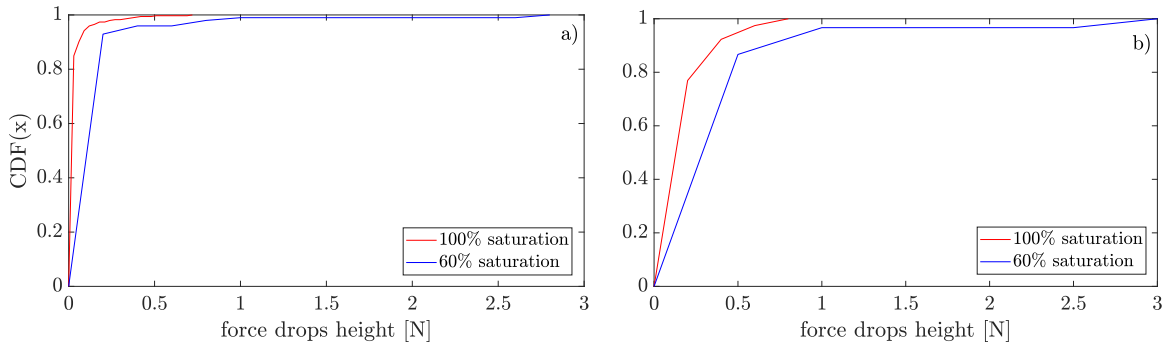 1
0.8
0.6
0.4
0.2
0
CDF(x)
a)
100% saturation
60% saturation
0 0.5 1 1.5 2 2.5 3
force drops height [N]
1
0.8
0.6
0.4
0.2
0
b)
100% saturation
60% saturation
0 0.5 1 1.5 2 2.5 3
force drops height [N]